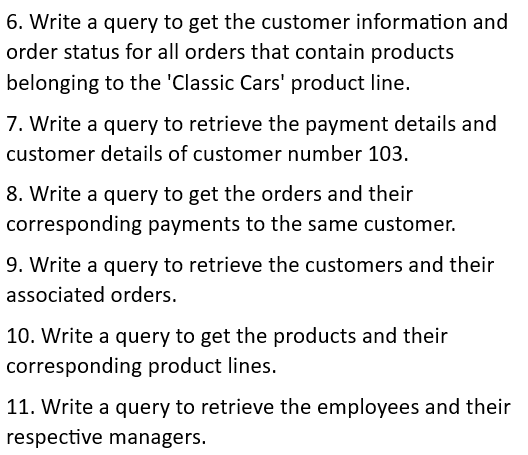 6. Write a query to get the customer information and
order status for all orders that contain products
belonging to the 'Classic Cars' product line.
7. Write a query to retrieve the payment details and
customer details of customer number 103.
8. Write a query to get the orders and their
corresponding payments to the same customer.
9. Write a query to retrieve the customers and their
associated orders.
10. Write a query to get the products and their
corresponding product lines.
11. Write a query to retrieve the employees and their
respective managers.